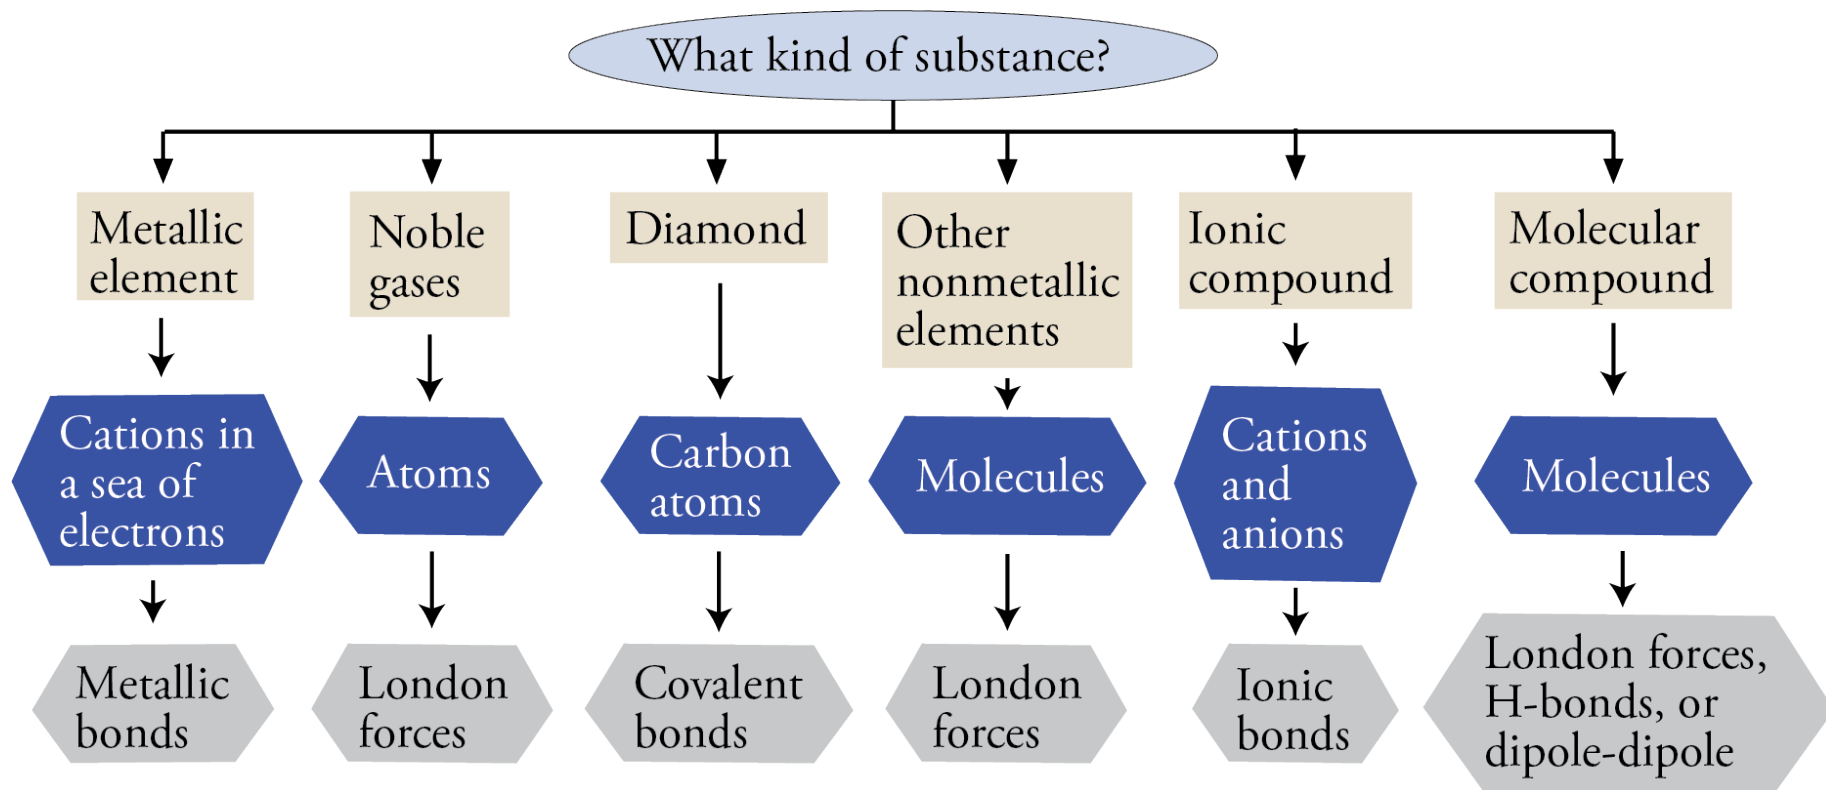 What kind of substance?
Metallic
element
Noble
gases
Diamond
Other
nonmetallic
elements
Ionic
compound
Molecular
compound
Cations in
a sea of
electrons
Atoms
Carbon
atoms
Molecules
Cations
and
anions
Molecules
Metallic
bonds
London
forces
Covalent
bonds
London
forces
Ionic
bonds
London forces,
H-bonds, or
dipole-dipole